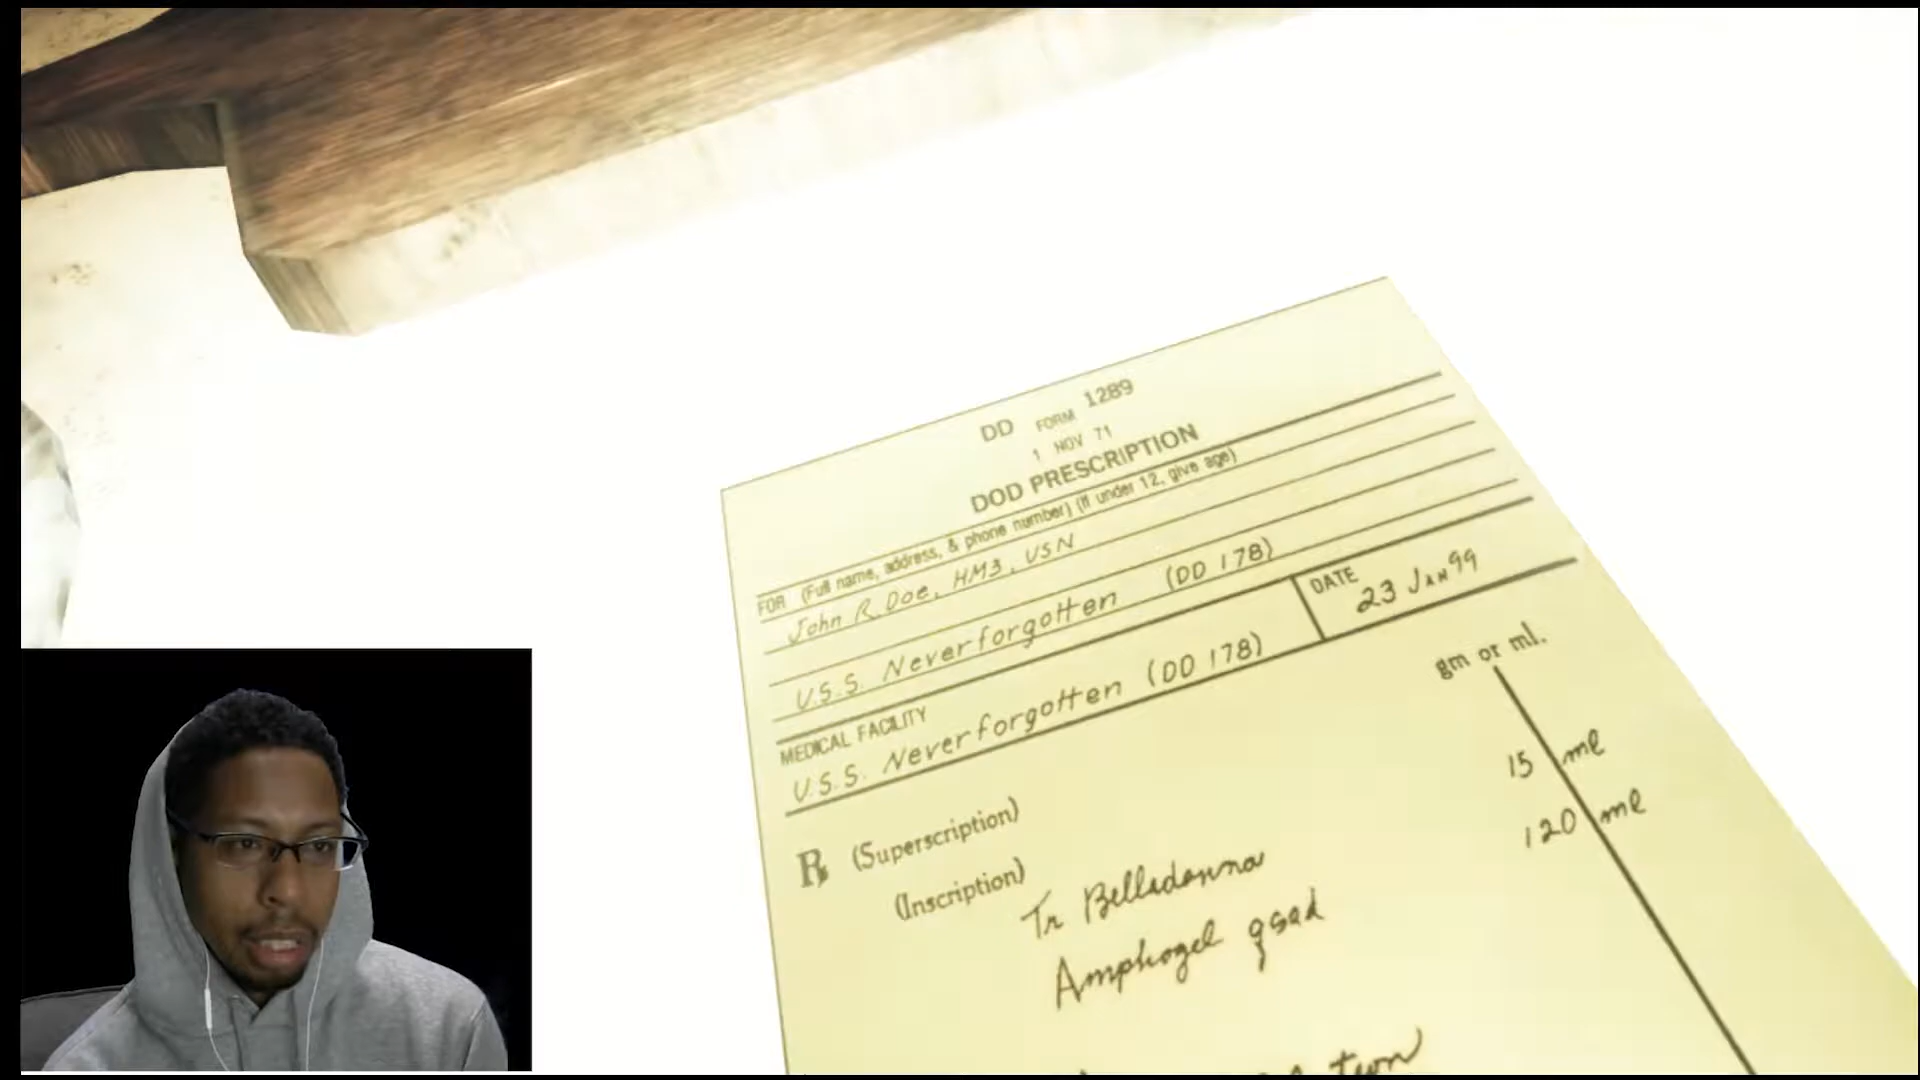 DD FORM 1289
1 NOV 71
DOD PRESCRIPTION
FOR (Full name, address, & phone number) (If under 12, give age)
John R. Doe, HM3, USN
U.S.S. Neverforgotten (DD 178)
MEDICAL FACILITY
U.S.S. Neverforgotten (DD 178)
DATE
23 JAN 99
gm or ml.
℞ (Superscription)
(Inscription)
Tr Belladonna
15 ml
Amphogel qsad
120 ml